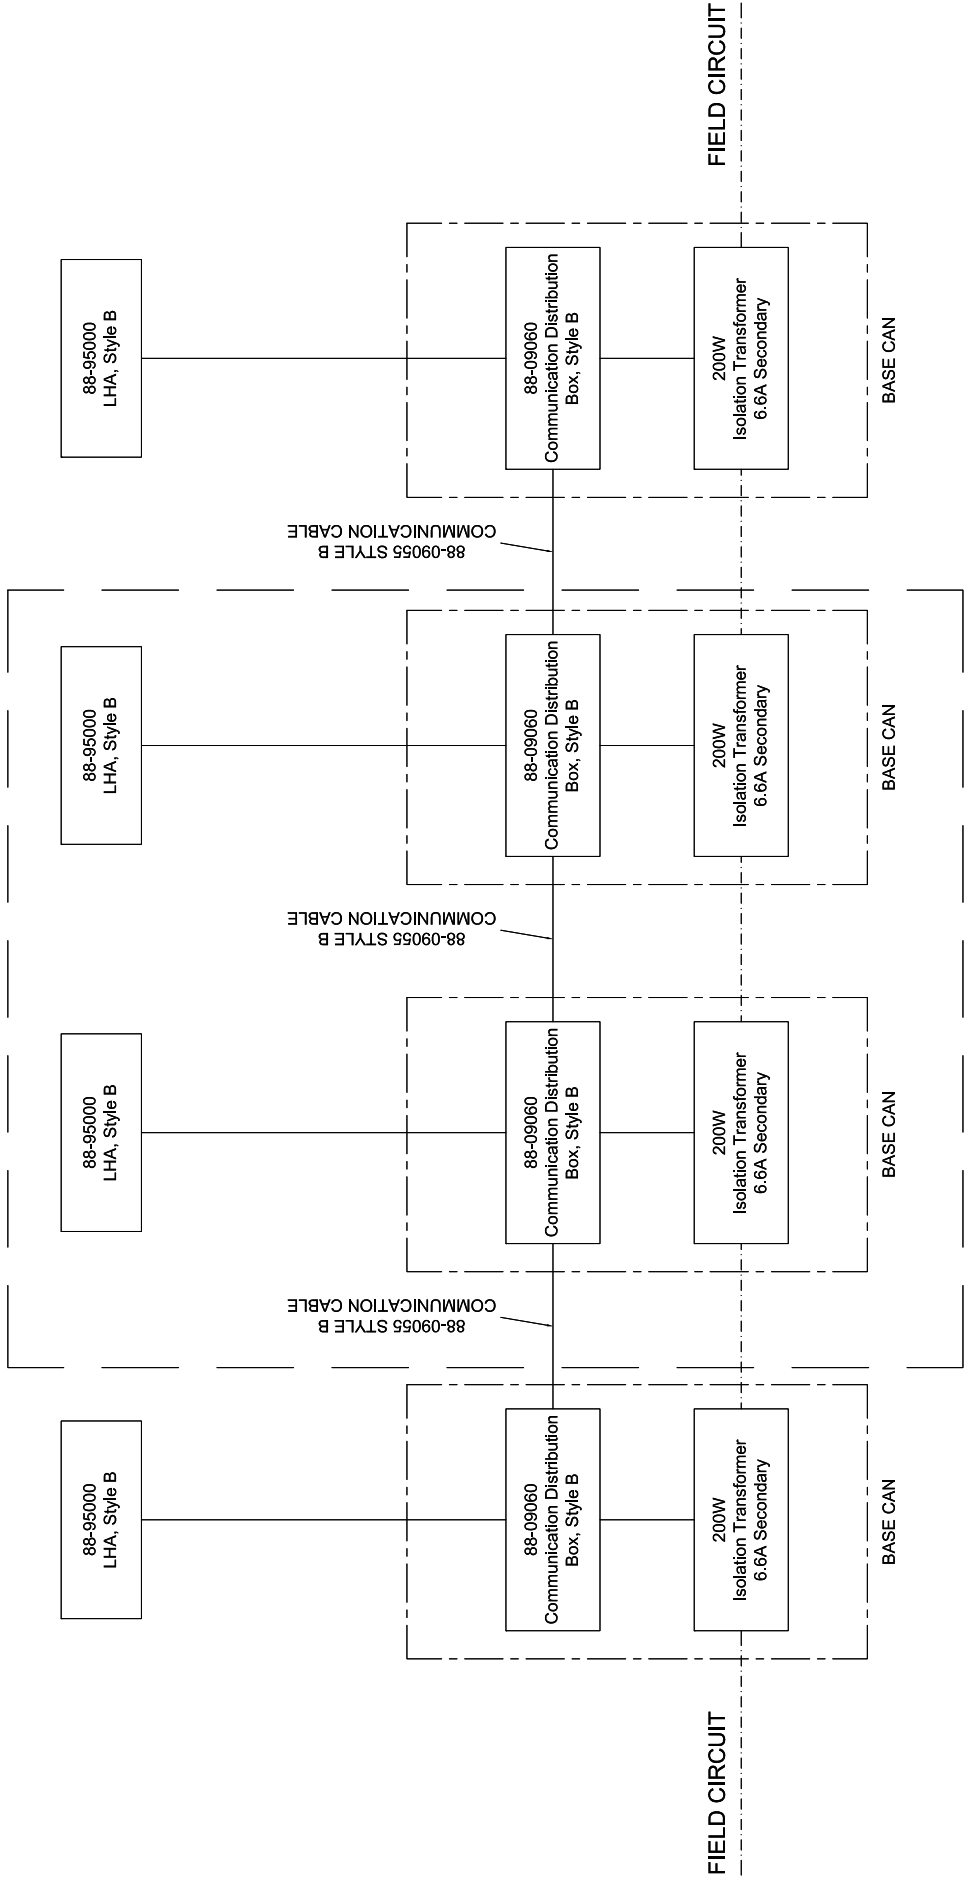 88-95000
LHA, Style B
88-95000
LHA, Style B
88-95000
LHA, Style B
88-95000
LHA, Style B
88-09055 STYLE B
COMMUNICATION CABLE
88-09055 STYLE B
COMMUNICATION CABLE
88-09055 STYLE B
COMMUNICATION CABLE
88-09060
Communication Distribution
Box, Style B
88-09060
Communication Distribution
Box, Style B
88-09060
Communication Distribution
Box, Style B
88-09060
Communication Distribution
Box, Style B
FIELD CIRCUIT
200W
Isolation Transformer
6.6A Secondary
200W
Isolation Transformer
6.6A Secondary
200W
Isolation Transformer
6.6A Secondary
200W
Isolation Transformer
6.6A Secondary
FIELD CIRCUIT
BASE CAN
BASE CAN
BASE CAN
BASE CAN